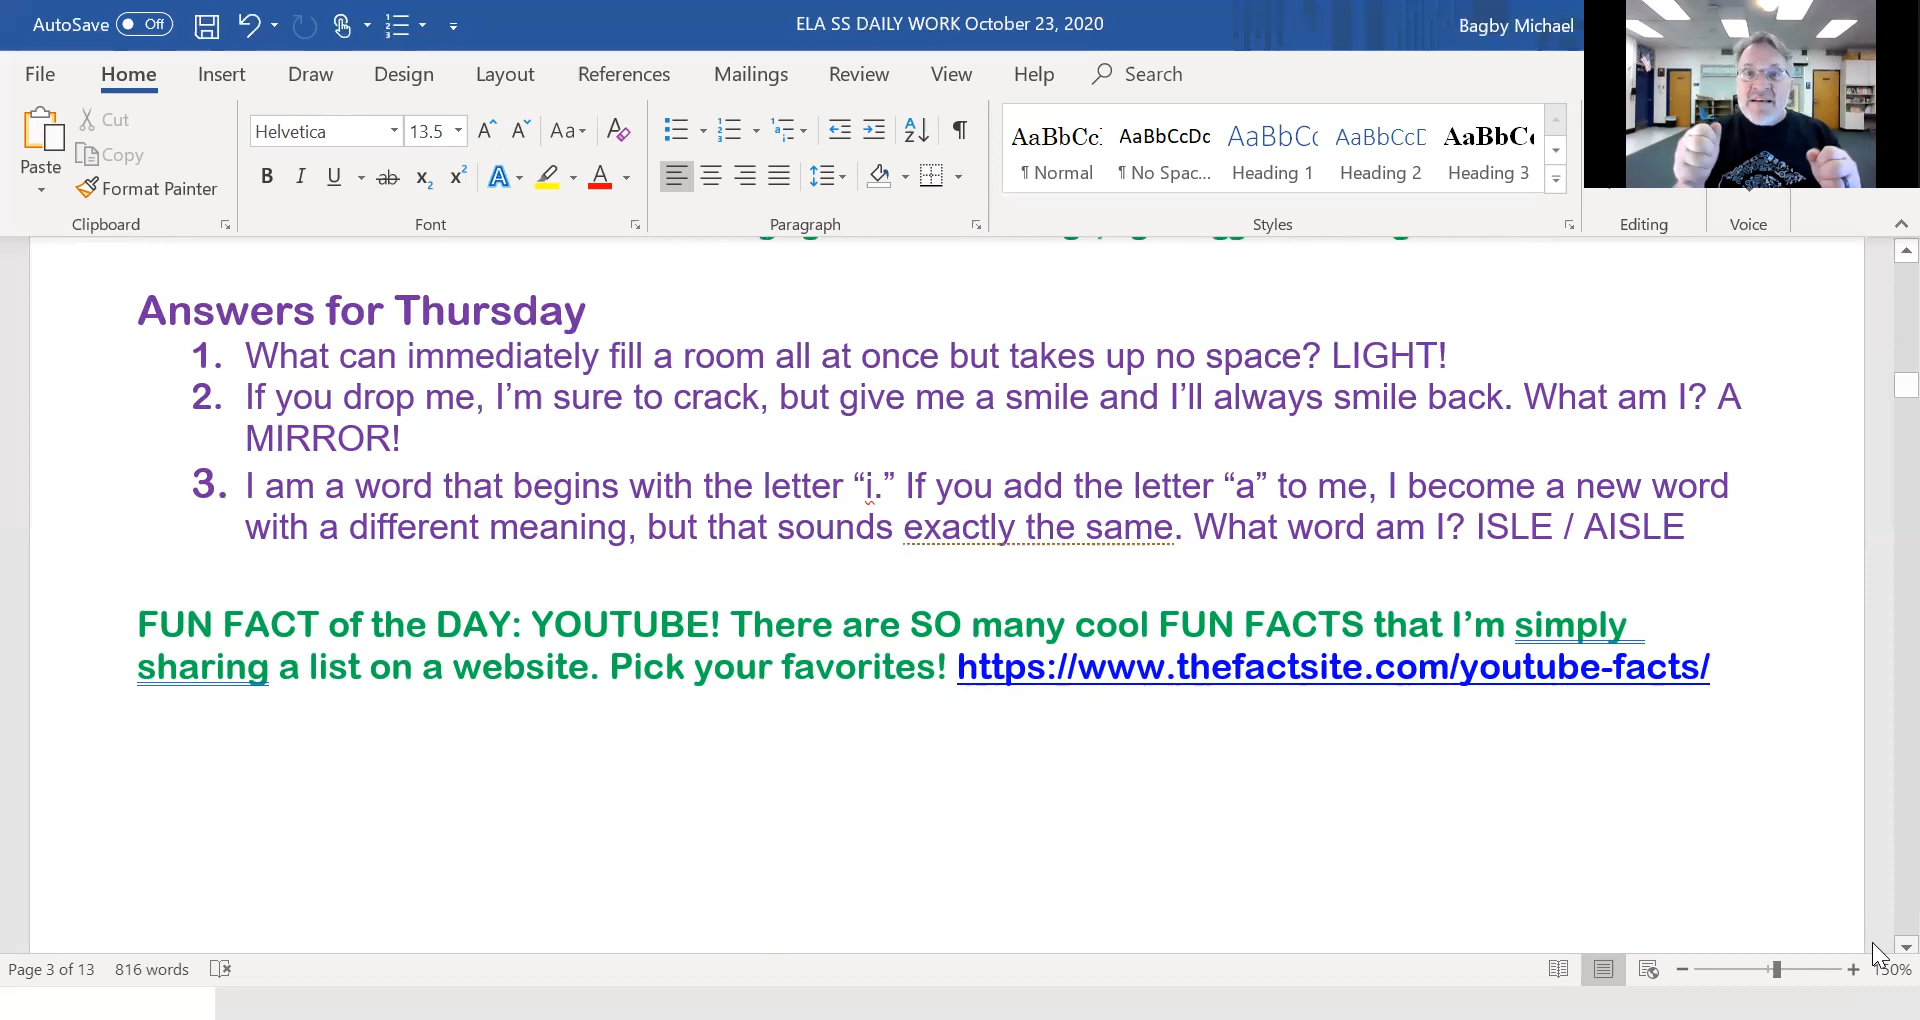 AutoSave Off ELA SS DAILY WORK October 23, 2020 Bagby Michael
File Home Insert Draw Design Layout References Mailings Review View Help Search
Paste Cut Copy Format Painter
Helvetica 13.5
AaBbCc AaBbCcDc AaBbCc AaBbCcD AaBbC
¶ Normal ¶ No Spac... Heading 1 Heading 2 Heading 3
Clipboard Font Paragraph Styles Editing Voice
Answers for Thursday
1. What can immediately fill a room all at once but takes up no space? LIGHT!
2. If you drop me, I’m sure to crack, but give me a smile and I’ll always smile back. What am I? A
MIRROR!
3. I am a word that begins with the letter “i.” If you add the letter “a” to me, I become a new word
with a different meaning, but that sounds exactly the same. What word am I? ISLE / AISLE
FUN FACT of the DAY: YOUTUBE! There are SO many cool FUN FACTS that I’m simply
sharing a list on a website. Pick your favorites! https://www.thefactsite.com/youtube-facts/
Page 3 of 13 816 words 150%